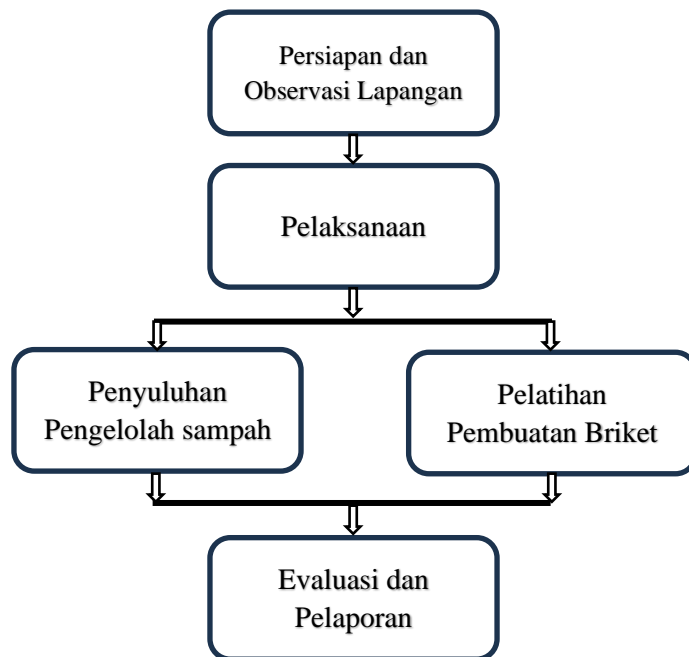 Persiapan dan
Observasi Lapangan
Pelaksanaan
Penyuluhan
Pengelolah sampah
Pelatihan
Pembuatan Briket
Evaluasi dan
Pelaporan